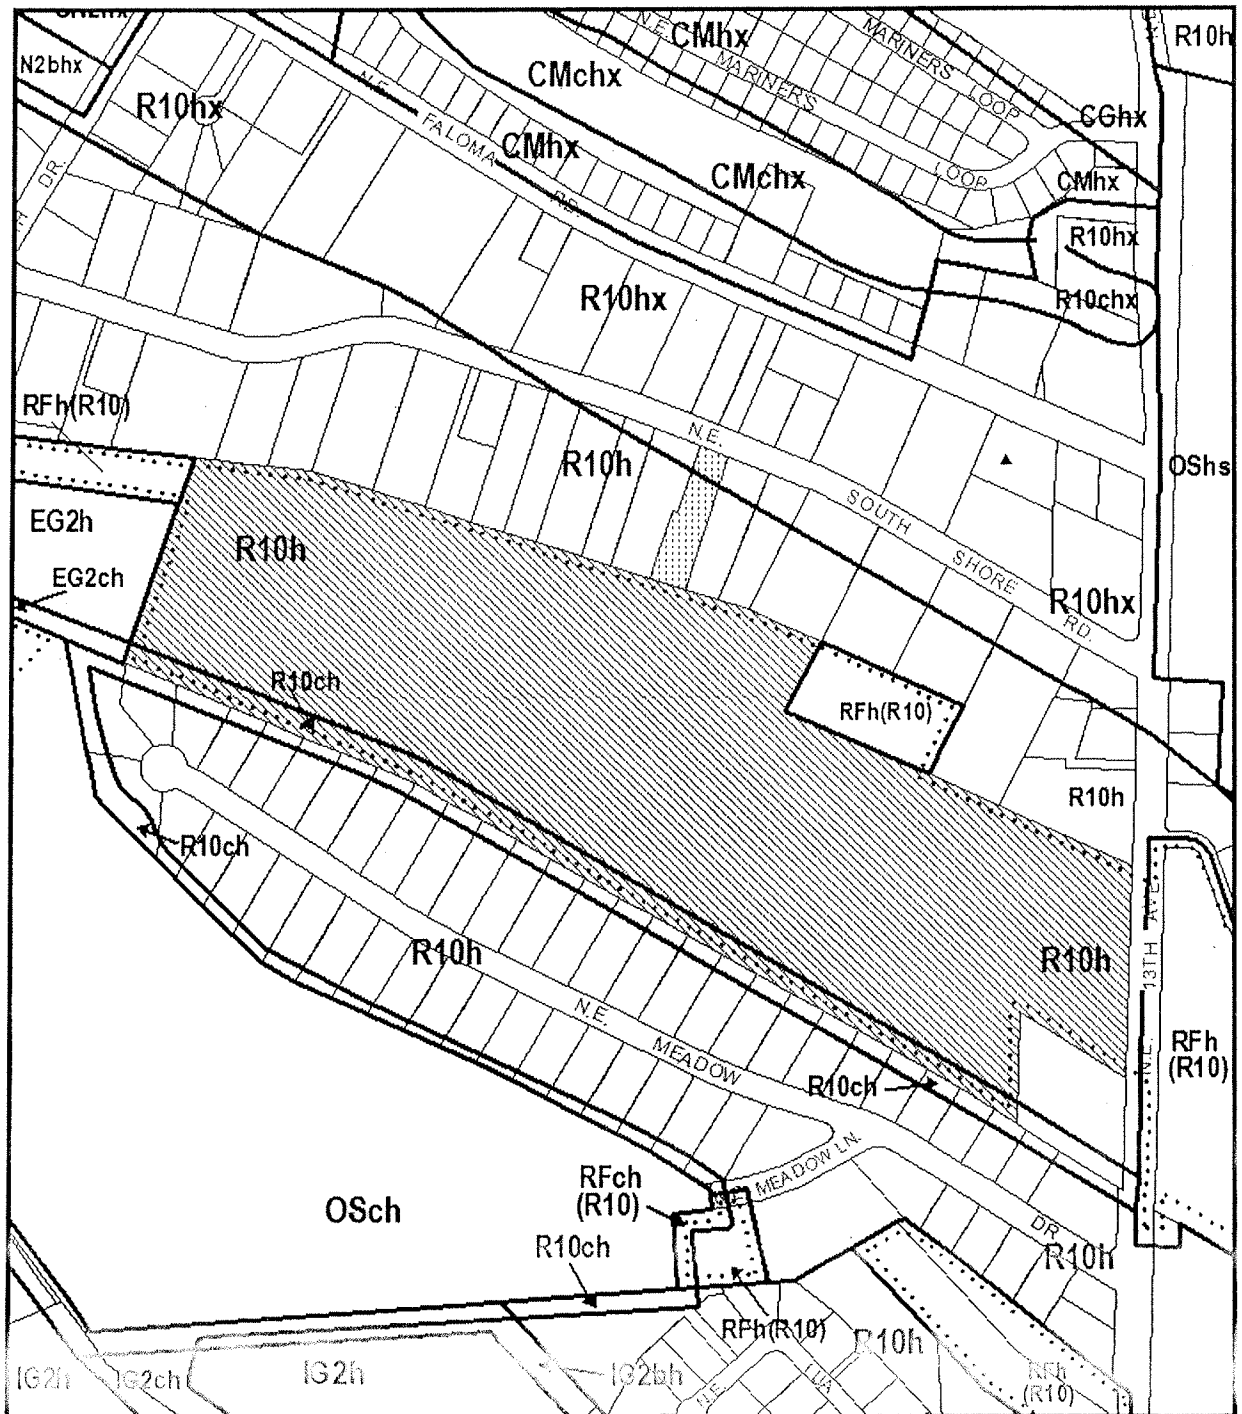 R10h
N2bhx
R10hx
DR.
N.E.
FALOMA
RD.
CMhx
CMchx
N.E.
MARINERS
LOOP
CMhx
MARINERS
LOOP
CGhx
CMhx
CMchx
R10hx
R10chx
R10hx
RFh(R10)
N.E.
SOUTH
SHORE
RD.
R10h
OShs
EG2h
R10h
EG2ch
R10hx
R10ch
RFh(R10)
R10h
R10ch
R10h
R10h
N.E. 13TH AVE.
N.E.
MEADOW
RFh
(R10)
R10ch
MEADOW LN.
RFch
(R10)
OSch
DR.
R10ch
R10h
RFh(R10)
R10h
IG2h
IG2ch
IG2h
IG2bh
N.E.
RFh
(R10)